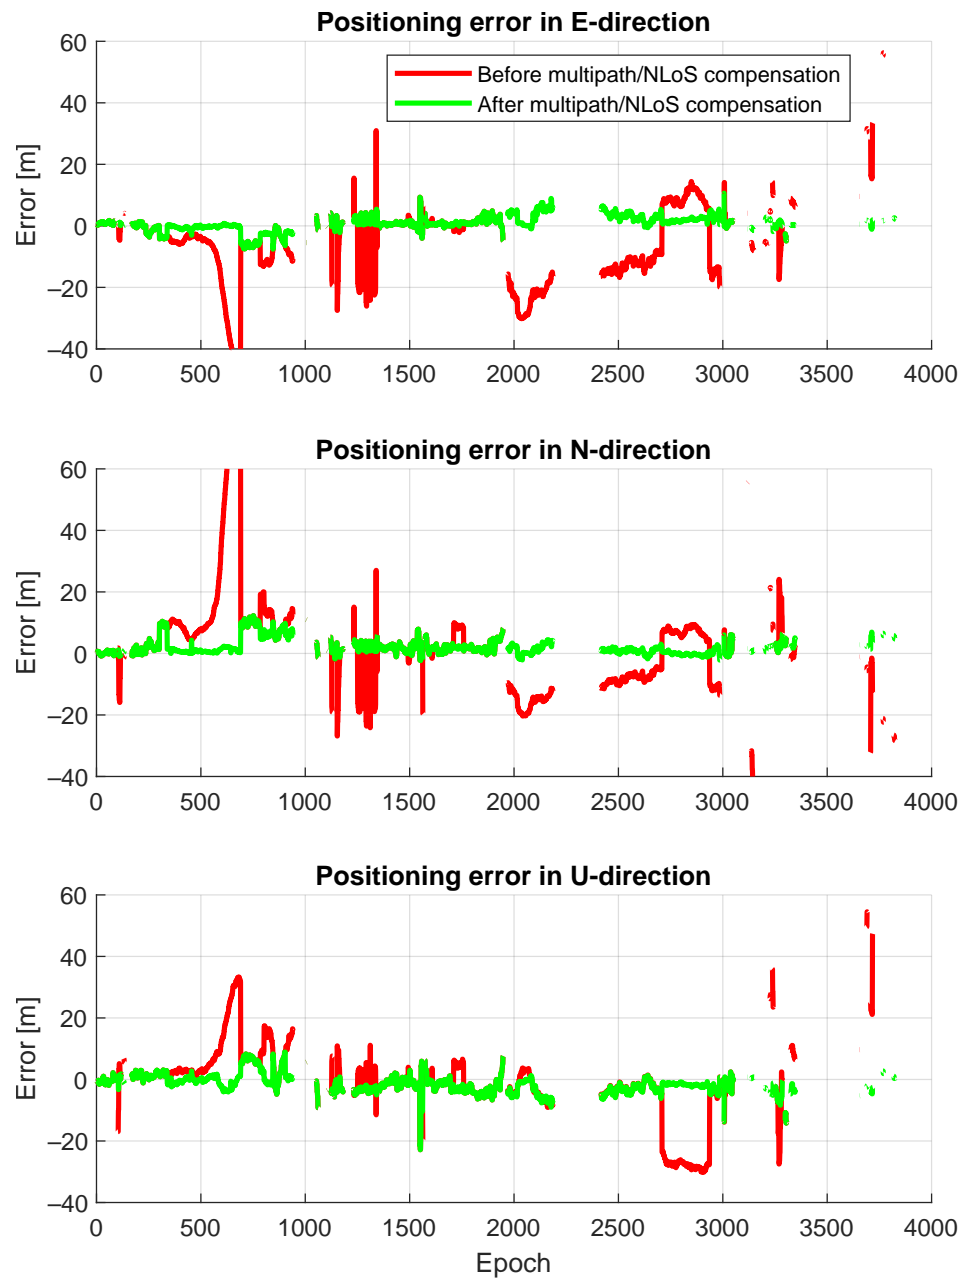 Positioning error in E-direction
60
40
20
0
–20
–40
Error [m]
Before multipath/NLoS compensation
After multipath/NLoS compensation
0 500 1000 1500 2000 2500 3000 3500 4000
Positioning error in N-direction
60
40
20
0
–20
–40
Error [m]
0 500 1000 1500 2000 2500 3000 3500 4000
Positioning error in U-direction
60
40
20
0
–20
–40
Error [m]
0 500 1000 1500 2000 2500 3000 3500 4000
Epoch